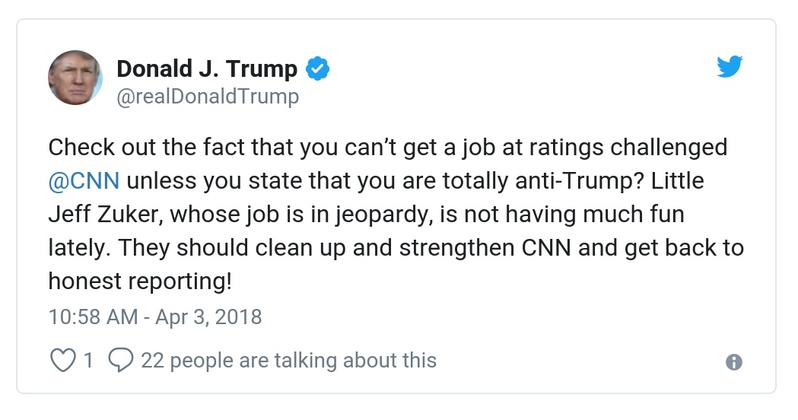 Donald J. Trump
@realDonaldTrump
Check out the fact that you can’t get a job at ratings challenged
@CNN unless you state that you are totally anti-Trump? Little
Jeff Zuker, whose job is in jeopardy, is not having much fun
lately. They should clean up and strengthen CNN and get back to
honest reporting!
10:58 AM - Apr 3, 2018
1 22 people are talking about this